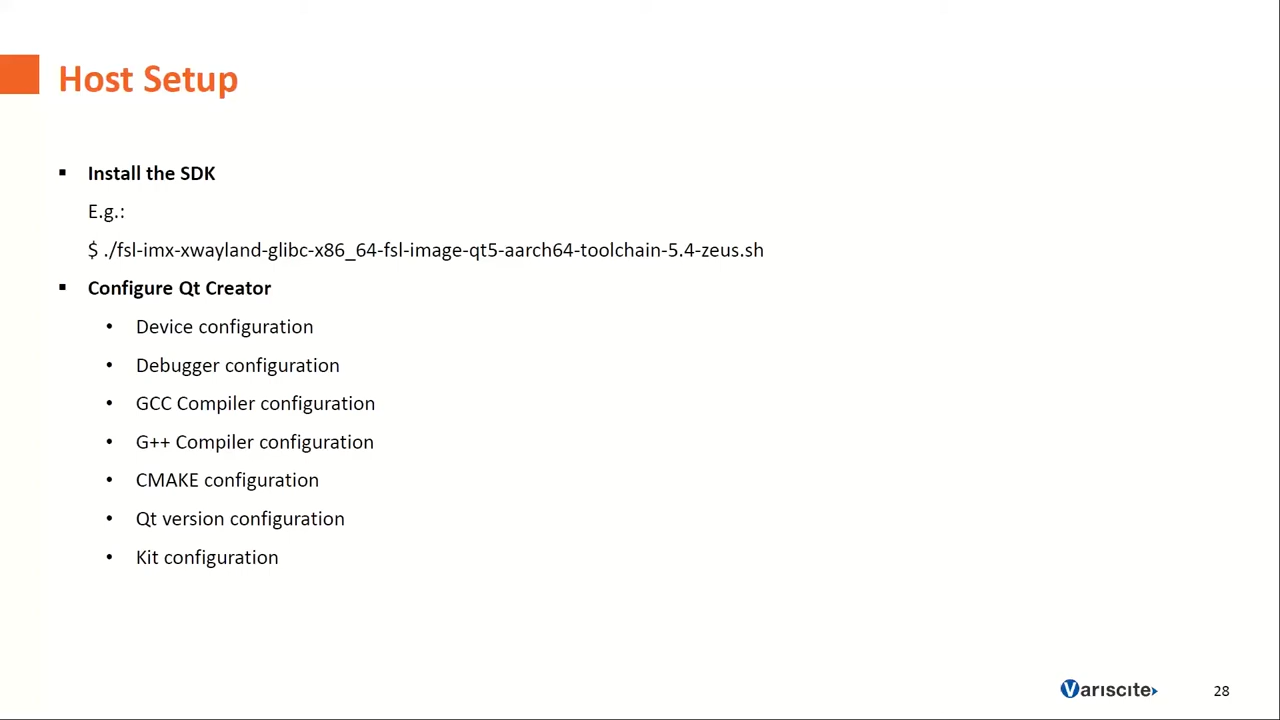 Host Setup
▪ Install the SDK
E.g.:
$ ./fsl-imx-xwayland-glibc-x86_64-fsl-image-qt5-aarch64-toolchain-5.4-zeus.sh
▪ Configure Qt Creator
• Device configuration
• Debugger configuration
• GCC Compiler configuration
• G++ Compiler configuration
• CMAKE configuration
• Qt version configuration
• Kit configuration
Variscite 28